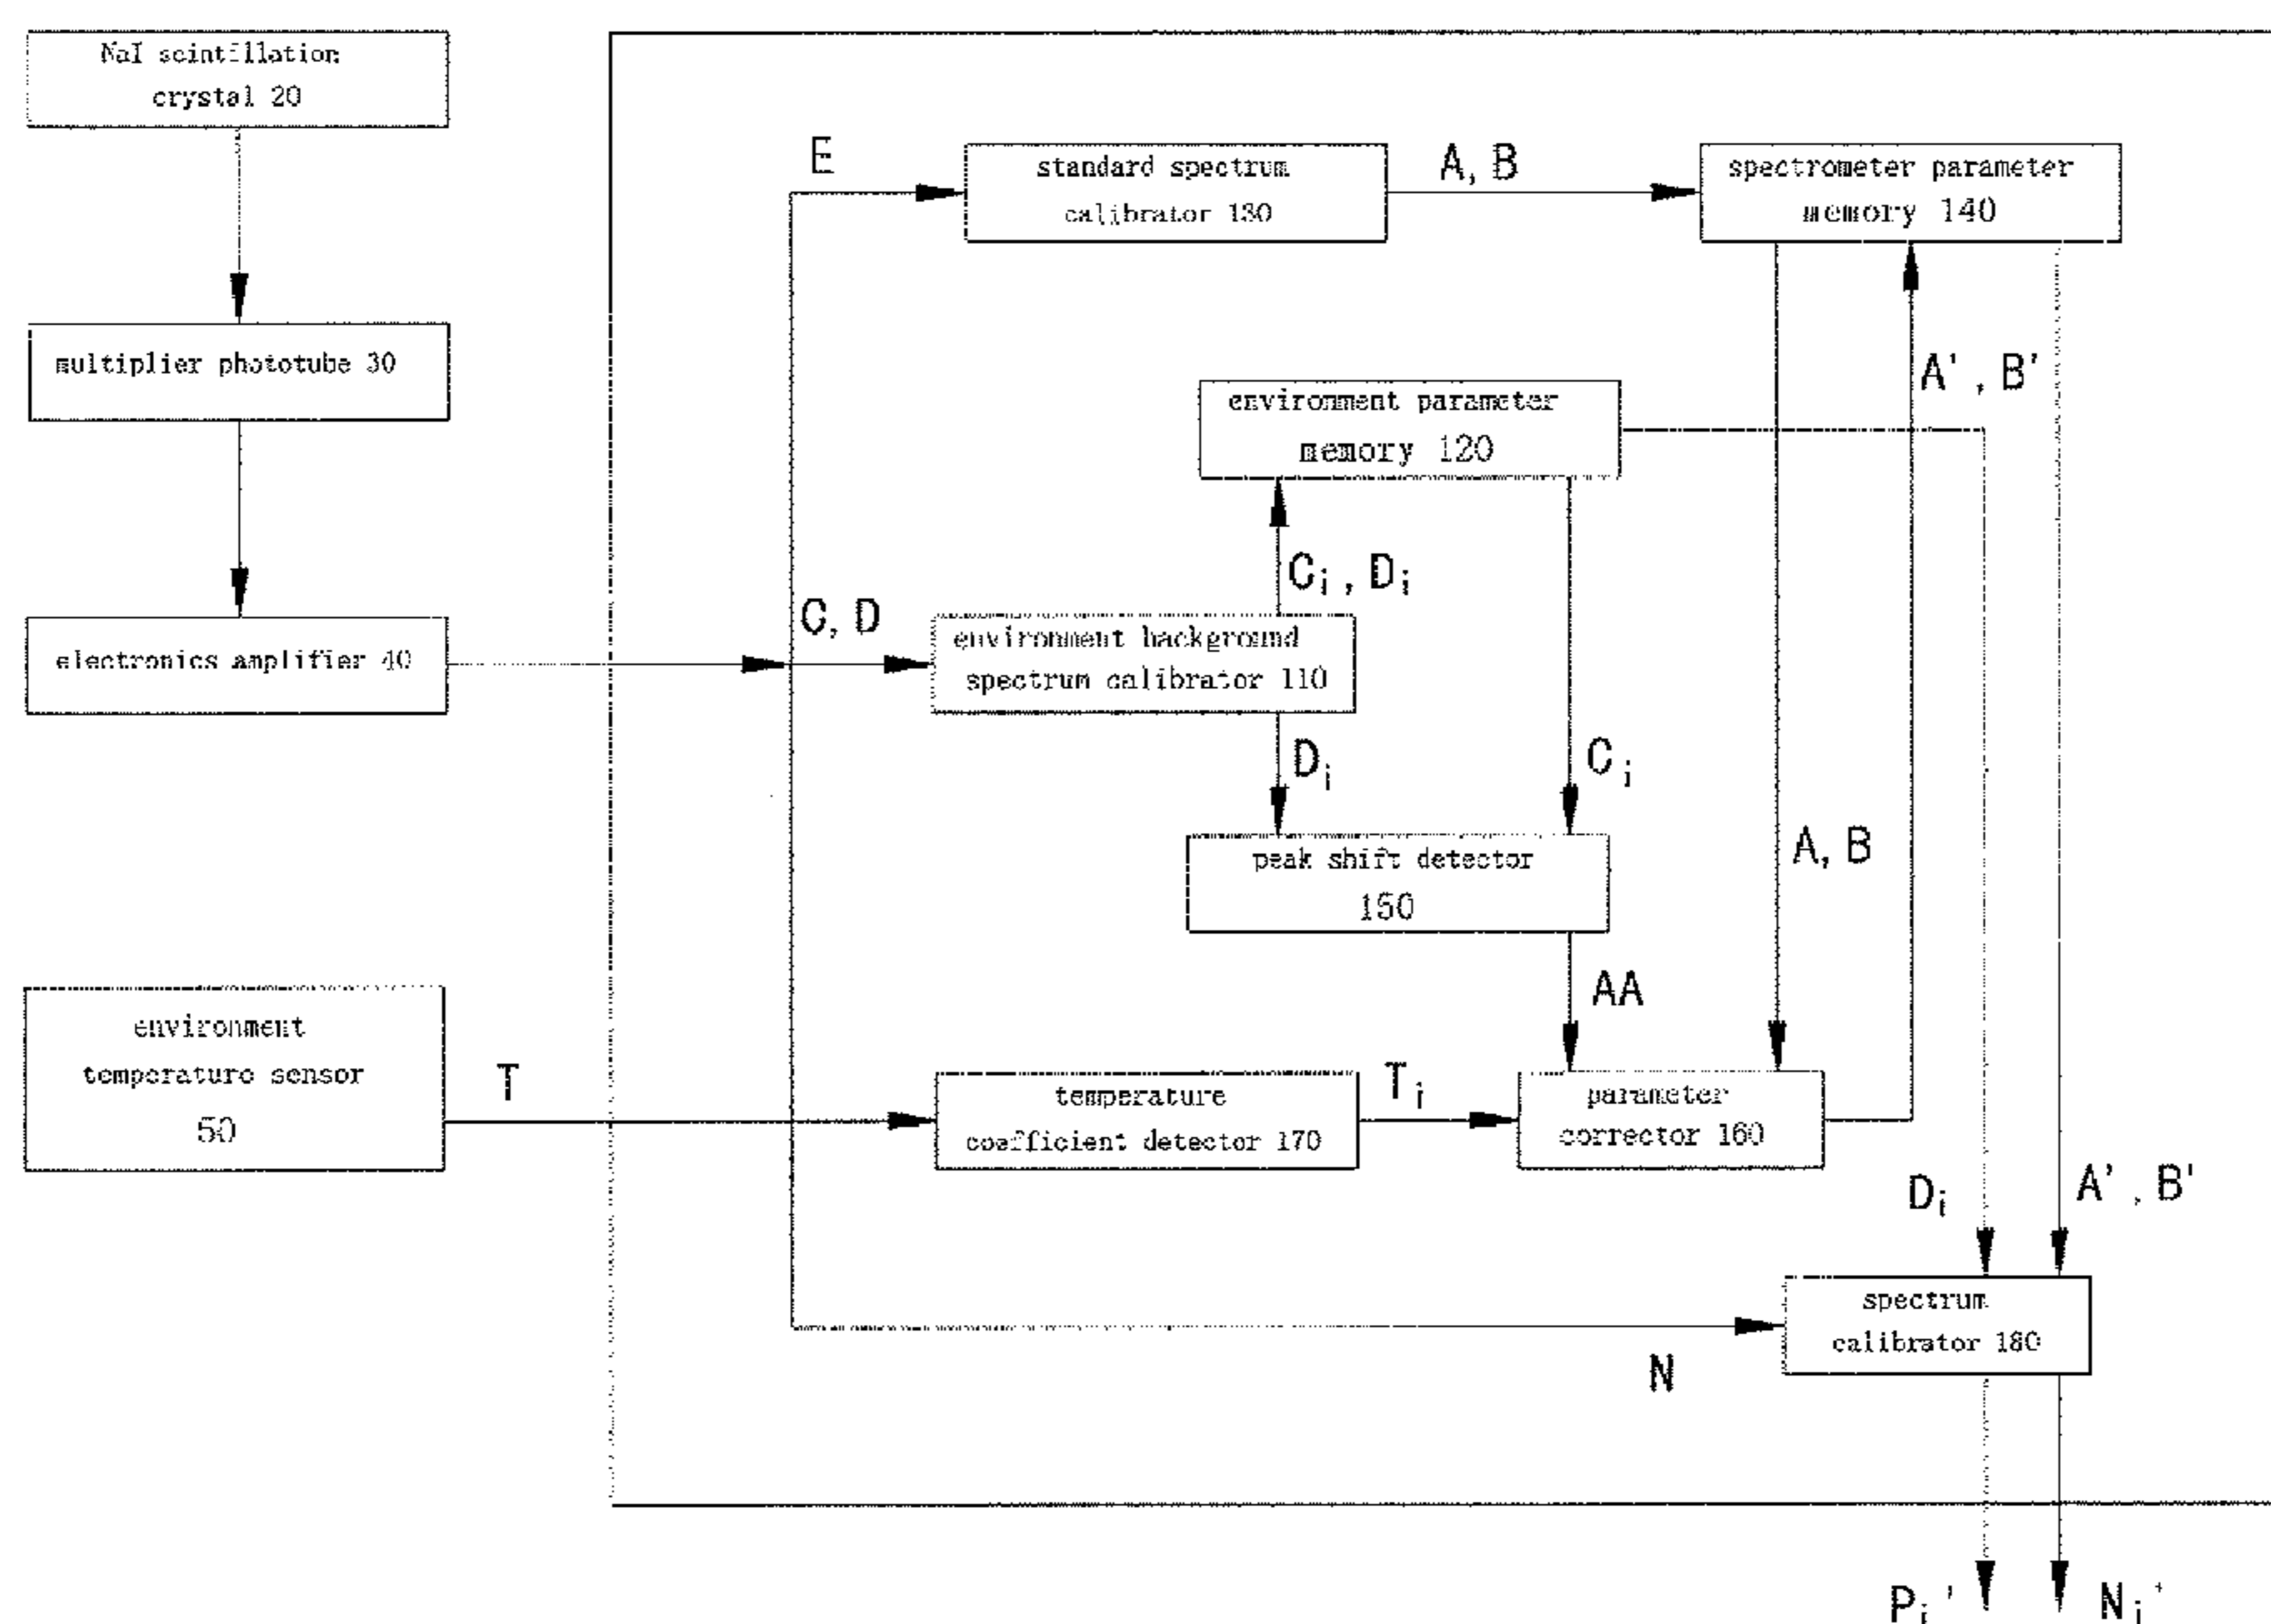 NaI scintillation
crystal 20
E
standard spectrum
calibrator 130
A, B
spectrometer parameter
memory 140
multiplier phototube 30
environment parameter
memory 120
A' , B'
C, D
Ci , Di
electronics amplifier 40
environment background
spectrum calibrator 110
Di
Ci
peak shift detector
150
A, B
AA
environment
temperature sensor
50
T
temperature
coefficient detector 170
Ti
parameter
corrector 160
Di
A' , B'
spectrum
calibrator 180
N
Pi'
Ni'